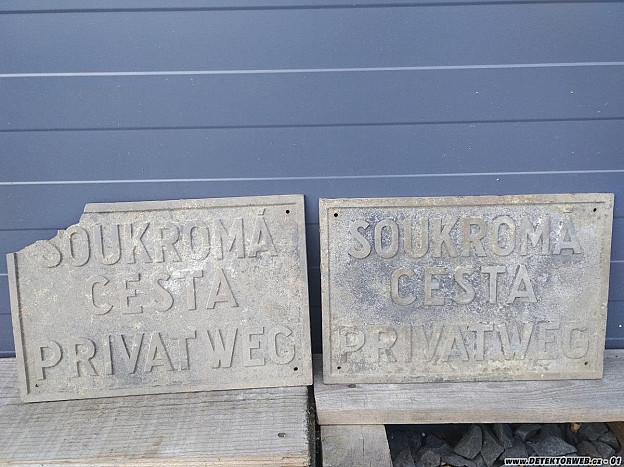 SOUKROMÁ
CESTA
PRIVATWEG
SOUKROMÁ
CESTA
PRIVATWEG
www.DETEKTORWEB.cz - 01